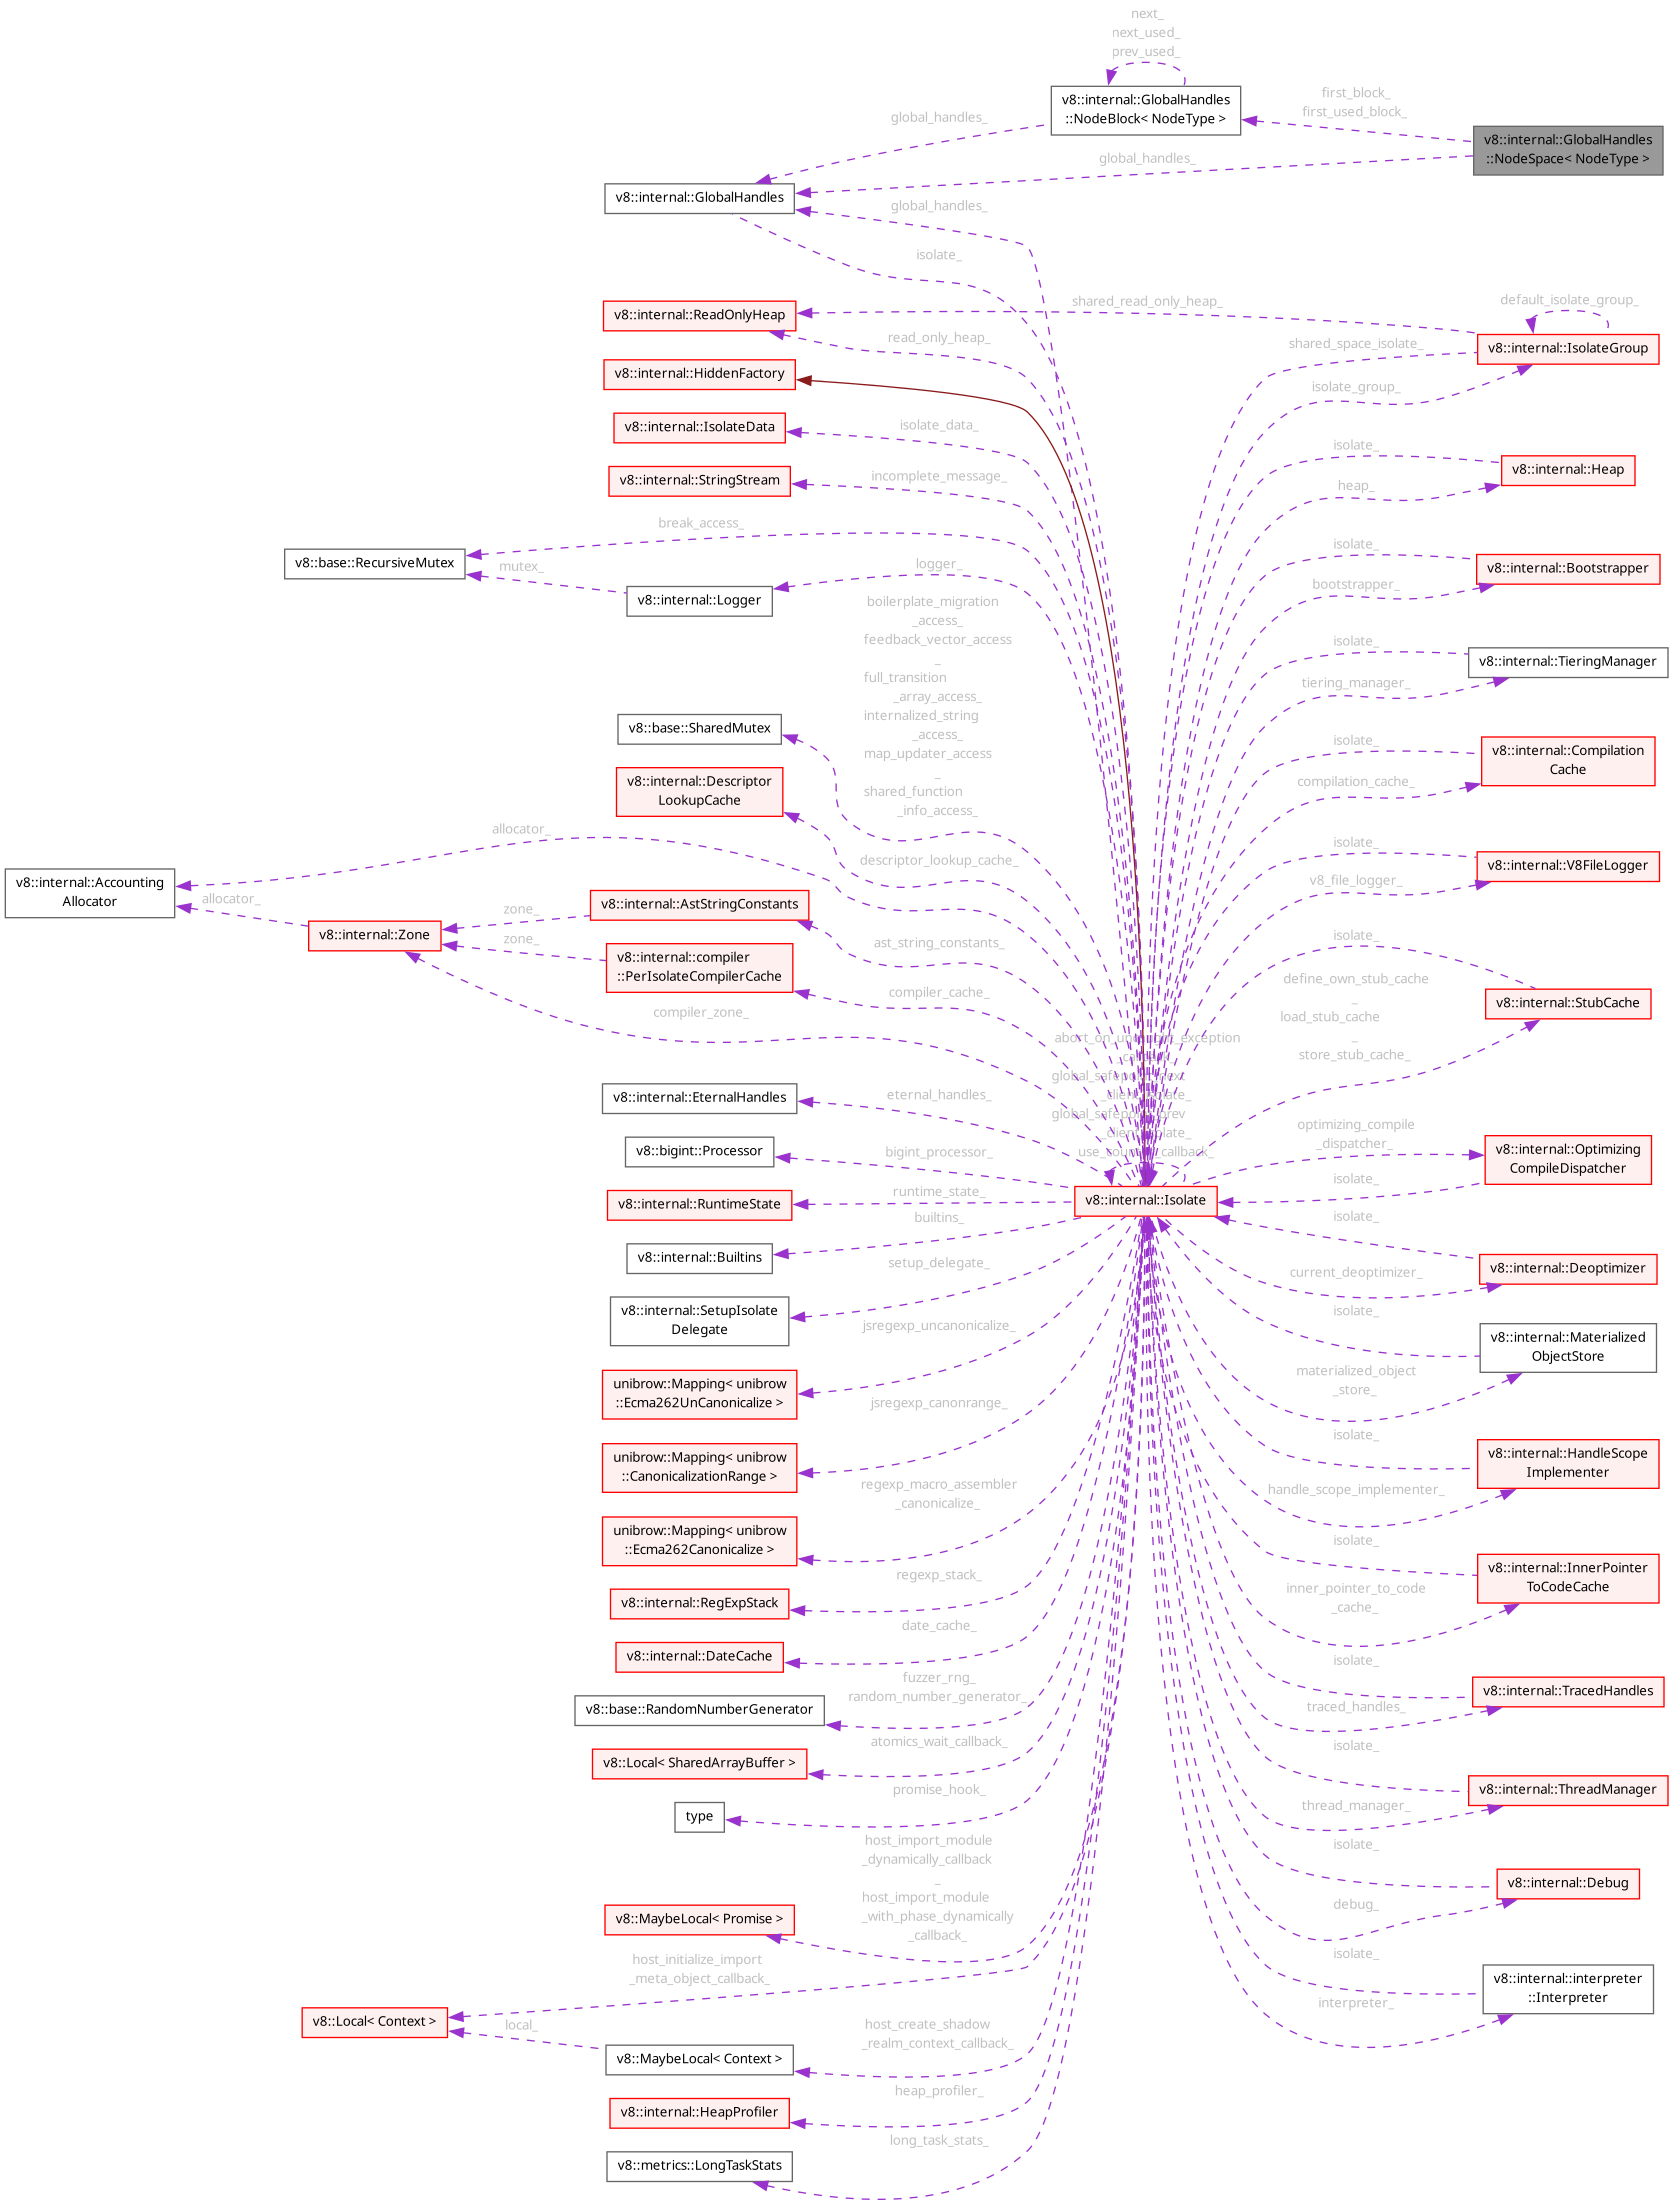 next_
next_used_
prev_used_
v8::internal::GlobalHandles
::NodeBlock< NodeType >
first_block_
first_used_block_
v8::internal::GlobalHandles
::NodeSpace< NodeType >
global_handles_
global_handles_
v8::internal::GlobalHandles
global_handles_
isolate_
v8::internal::ReadOnlyHeap
shared_read_only_heap_
read_only_heap_
default_isolate_group_
v8::internal::IsolateGroup
shared_space_isolate_
isolate_group_
v8::internal::HiddenFactory
v8::internal::IsolateData
isolate_data_
v8::internal::StringStream
incomplete_message_
isolate_
v8::internal::Heap
heap_
break_access_
v8::base::RecursiveMutex
mutex_
logger_
v8::internal::Logger
isolate_
v8::internal::Bootstrapper
bootstrapper_
boilerplate_migration
_access_
feedback_vector_access
_
full_transition
_array_access_
internalized_string
_access_
map_updater_access
_
shared_function
_info_access_
v8::base::SharedMutex
isolate_
v8::internal::TieringManager
tiering_manager_
v8::internal::Descriptor
LookupCache
descriptor_lookup_cache_
isolate_
v8::internal::Compilation
Cache
compilation_cache_
allocator_
v8::internal::Accounting
Allocator
allocator_
v8::internal::Zone
zone_
v8::internal::AstStringConstants
ast_string_constants_
zone_
v8::internal::compiler
::PerIsolateCompilerCache
compiler_cache_
compiler_zone_
isolate_
v8::internal::V8FileLogger
v8_file_logger_
isolate_
define_own_stub_cache
_
load_stub_cache
_
store_stub_cache_
v8::internal::StubCache
v8::internal::EternalHandles
eternal_handles_
v8::bigint::Processor
bigint_processor_
v8::internal::RuntimeState
runtime_state_
v8::internal::Isolate
optimizing_compile
_dispatcher_
v8::internal::Optimizing
CompileDispatcher
isolate_
v8::internal::Builtins
builtins_
isolate_
v8::internal::Deoptimizer
current_deoptimizer_
v8::internal::SetupIsolate
Delegate
setup_delegate_
isolate_
v8::internal::Materialized
ObjectStore
materialized_object
_store_
unibrow::Mapping< unibrow
::Ecma262UnCanonicalize >
jsregexp_uncanonicalize_
unibrow::Mapping< unibrow
::CanonicalizationRange >
jsregexp_canonrange_
isolate_
v8::internal::HandleScope
Implementer
handle_scope_implementer_
unibrow::Mapping< unibrow
::Ecma262Canonicalize >
regexp_macro_assembler
_canonicalize_
isolate_
v8::internal::InnerPointer
ToCodeCache
inner_pointer_to_code
_cache_
v8::internal::RegExpStack
regexp_stack_
v8::internal::DateCache
date_cache_
isolate_
v8::internal::TracedHandles
traced_handles_
v8::base::RandomNumberGenerator
fuzzer_rng_
random_number_generator_
v8::Local< SharedArrayBuffer >
atomics_wait_callback_
isolate_
v8::internal::ThreadManager
thread_manager_
type
promise_hook_
isolate_
v8::internal::Debug
debug_
host_import_module
_dynamically_callback
_
host_import_module
_with_phase_dynamically
_callback_
v8::MaybeLocal< Promise >
host_initialize_import
_meta_object_callback_
isolate_
v8::internal::interpreter
::Interpreter
interpreter_
v8::Local< Context >
local_
v8::MaybeLocal< Context >
host_create_shadow
_realm_context_callback_
v8::internal::HeapProfiler
heap_profiler_
v8::metrics::LongTaskStats
long_task_stats_